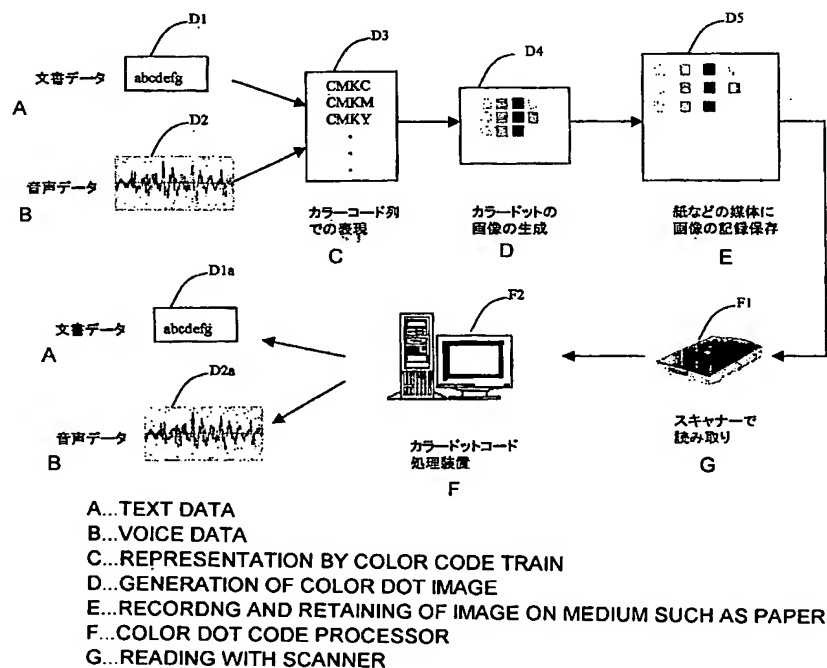 D1
D3
D5
D4
文書データ
abcdefg
CMKC
CMKM
CMKY
A
D2
音声データ
B
カラーコード列
での表現
カラードットの
画像の生成
紙などの媒体に
画像の記録保存
C
D
E
D1a
F2
F1
文書データ
abcdefg
A
D2a
音声データ
B
カラードットコード
処理装置
スキャナーで
読み取り
F
G
A...TEXT DATA
B...VOICE DATA
C...REPRESENTATION BY COLOR CODE TRAIN
D...GENERATION OF COLOR DOT IMAGE
E...RECORDNG AND RETAINING OF IMAGE ON MEDIUM SUCH AS PAPER
F...COLOR DOT CODE PROCESSOR
G...READING WITH SCANNER